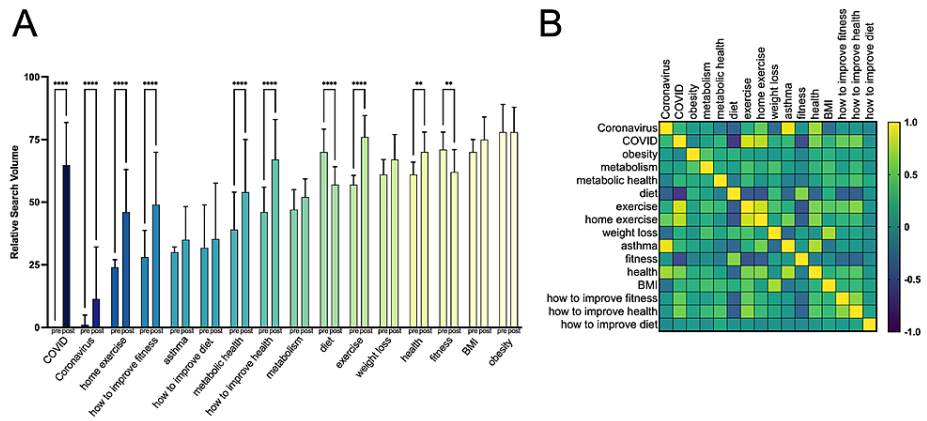 A
B
Relative Search Volume
100
75
50
25
0
**** **** **** **** **** **** **** **** ** **
pre post pre post pre post pre post pre post pre post pre post pre post pre post pre post pre post pre post pre post pre post pre post pre post
COVID
Coronavirus
home exercise
how to improve fitness
asthma
how to improve diet
metabolic health
how to improve health
metabolism
diet
exercise
weight loss
health
fitness
BMI
obesity
Coronavirus
COVID
obesity
metabolism
metabolic health
diet
exercise
home exercise
weight loss
asthma
fitness
health
BMI
how to improve fitness
how to improve health
how to improve diet
Coronavirus
COVID
obesity
metabolism
metabolic health
diet
exercise
home exercise
weight loss
asthma
fitness
health
BMI
how to improve fitness
how to improve health
how to improve diet
1.0
0.5
0
-0.5
-1.0